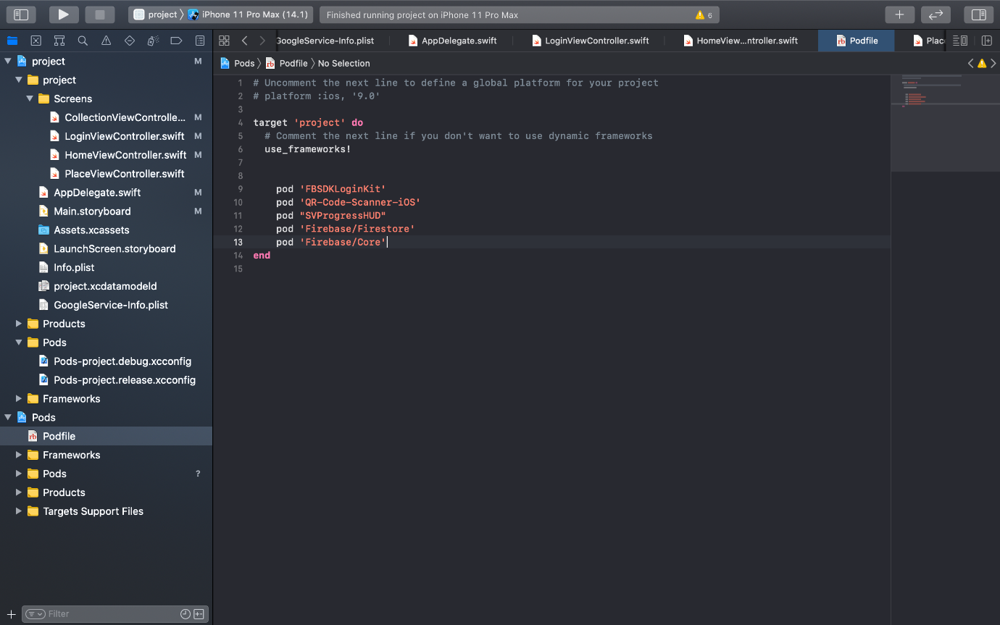 project
iPhone 11 Pro Max (14.1)
Finished running project on iPhone 11 Pro Max
6
GoogleService-Info.plist
AppDelegate.swift
LoginViewController.swift
HomeView...ntroller.swift
Podfile
Plac
project M
project
Screens
CollectionViewControlle... M
LoginViewController.swift M
HomeViewController.swift M
PlaceViewController.swift
AppDelegate.swift M
Main.storyboard M
Assets.xcassets
LaunchScreen.storyboard
Info.plist
project.xcdatamodeld
GoogleService-Info.plist
Products
Pods
Pods-project.debug.xcconfig
Pods-project.release.xcconfig
Frameworks
Pods
rb Podfile
Frameworks
Pods ?
Products
Targets Support Files
Filter
Pods rb Podfile No Selection
1 # Uncomment the next line to define a global platform for your project
2 # platform :ios, '9.0'
3
4 target 'project' do
5 # Comment the next line if you don't want to use dynamic frameworks
6 use_frameworks!
7
8
9 pod 'FBSDKLoginKit'
10 pod 'QR-Code-Scanner-iOS'
11 pod "SVProgressHUD"
12 pod 'Firebase/Firestore'
13 pod 'Firebase/Core'
14 end
15